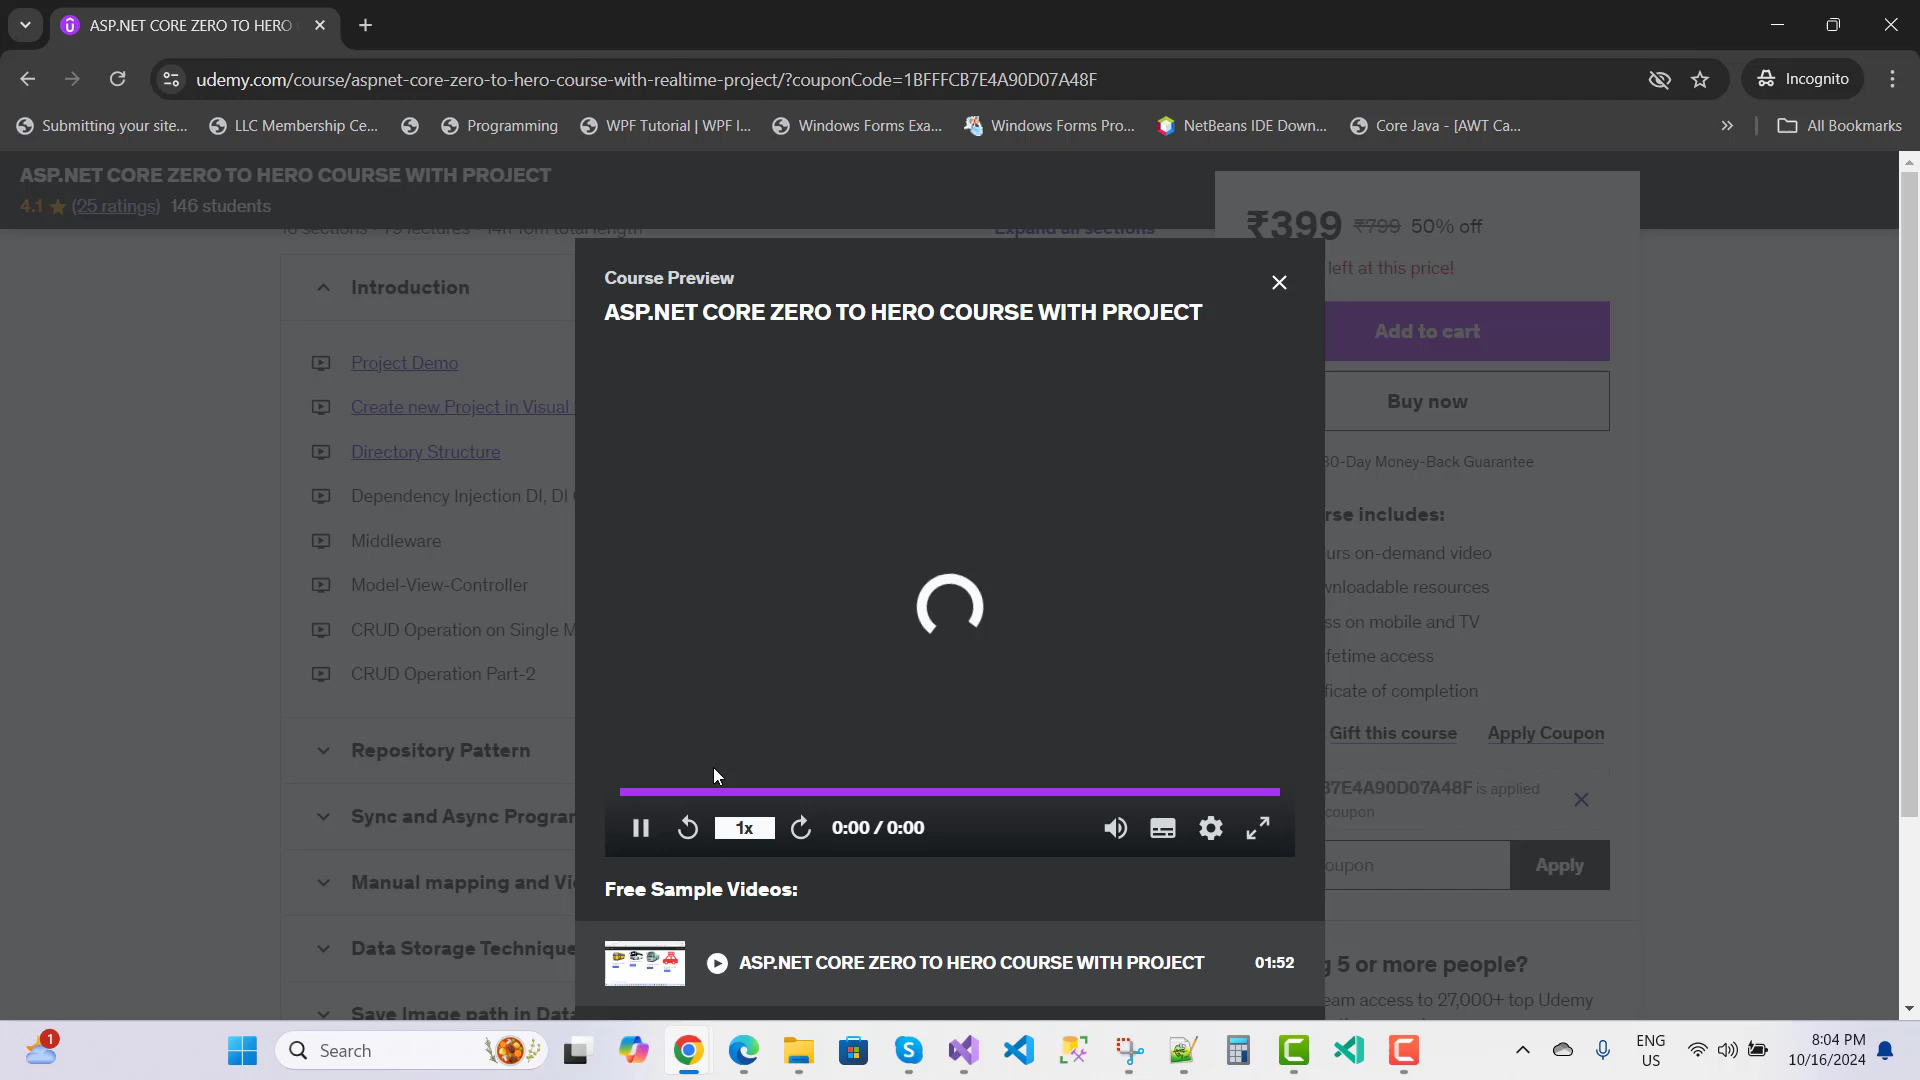 ASP.NET CORE ZERO TO HERO
udemy.com/course/aspnet-core-zero-to-hero-course-with-realtime-project/?couponCode=1BFFFCB7E4A90D07A48F
Incognito
Submitting your site...
LLC Membership Ce...
Programming
WPF Tutorial | WPF I...
Windows Forms Exa...
Windows Forms Pro...
NetBeans IDE Down...
Core Java - [AWT Ca...
All Bookmarks
ASP.NET CORE ZERO TO HERO COURSE WITH PROJECT
4.1 (25 ratings) 146 students
Expand all sections
₹399 ₹799 50% off
left at this price!
Add to cart
Buy now
30-Day Money-Back Guarantee
rse includes:
urs on-demand video
wnloadable resources
ss on mobile and TV
fetime access
ficate of completion
Gift this course
Apply Coupon
B7E4A90D07A48F is applied
coupon
oupon
Apply
5 or more people?
eam access to 27,000+ top Udemy
Introduction
Project Demo
Create new Project in Visual
Directory Structure
Dependency Injection DI, DI
Middleware
Model-View-Controller
CRUD Operation on Single M
CRUD Operation Part-2
Repository Pattern
Sync and Async Prograr
Manual mapping and Vi
Data Storage Technique
Save Image path in Data
Course Preview
ASP.NET CORE ZERO TO HERO COURSE WITH PROJECT
1x
0:00 / 0:00
Free Sample Videos:
ASP.NET CORE ZERO TO HERO COURSE WITH PROJECT
01:52
1
Search
ENG
US
8:04 PM
10/16/2024